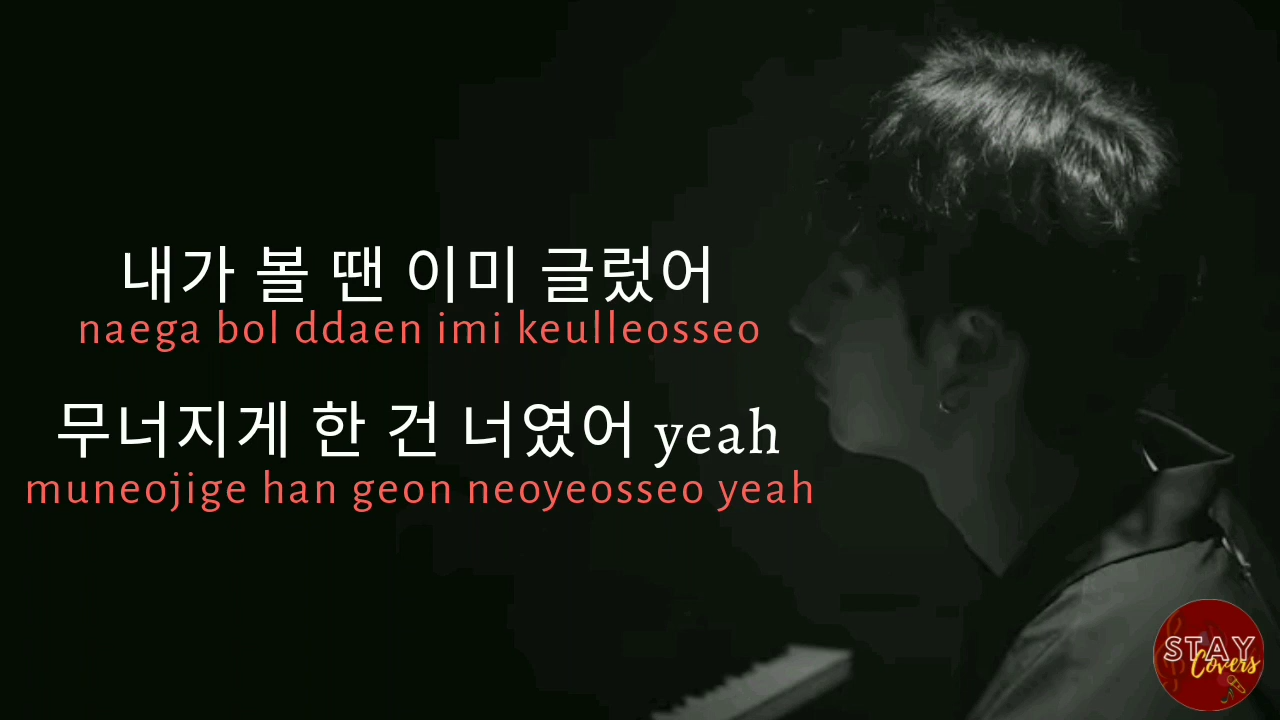 내가 볼 땐 이미 글렀어
naega bol ddaen imi keulleosseo
무너지게 한 건 너였어 yeah
muneojige han geon neoyeosseo yeah
STAY
Covers